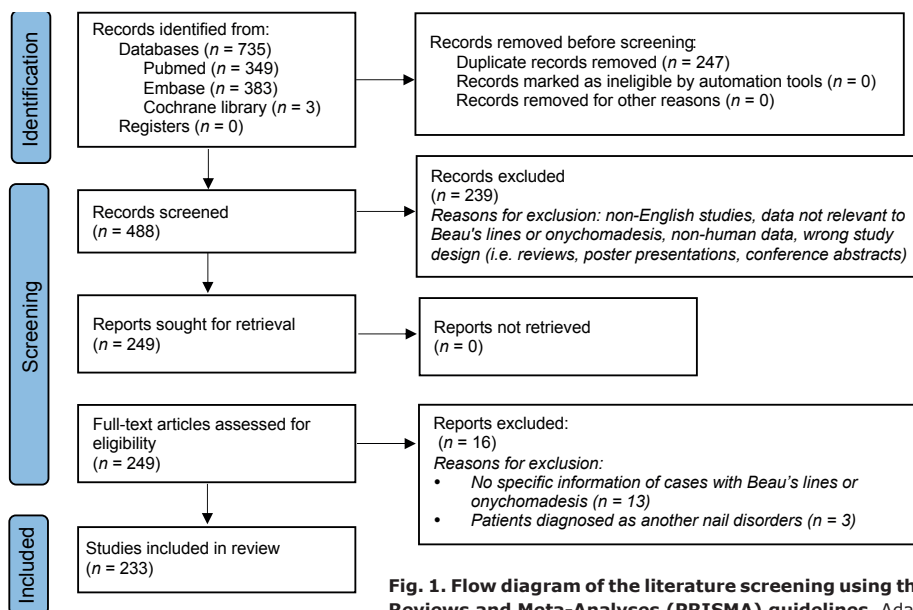 Identification
Records identified from:
Databases (n = 735)
Pubmed (n = 349)
Embase (n = 383)
Cochrane library (n = 3)
Registers (n = 0)
Records removed before screening:
Duplicate records removed (n = 247)
Records marked as ineligible by automation tools (n = 0)
Records removed for other reasons (n = 0)
Screening
Records screened
(n = 488)
Records excluded
(n = 239)
Reasons for exclusion: non-English studies, data not relevant to
Beau's lines or onychomadesis, non-human data, wrong study
design (i.e. reviews, poster presentations, conference abstracts)
Reports sought for retrieval
(n = 249)
Reports not retrieved
(n = 0)
Full-text articles assessed for
eligibility
(n = 249)
Reports excluded:
(n = 16)
Reasons for exclusion:
• No specific information of cases with Beau's lines or
onychomadesis (n = 13)
• Patients diagnosed as another nail disorders (n = 3)
Included
Studies included in review
(n = 233)
Fig. 1. Flow diagram of the literature screening using th
Reviews and Meta-Analyses (PRISMA) guidelines. Ada